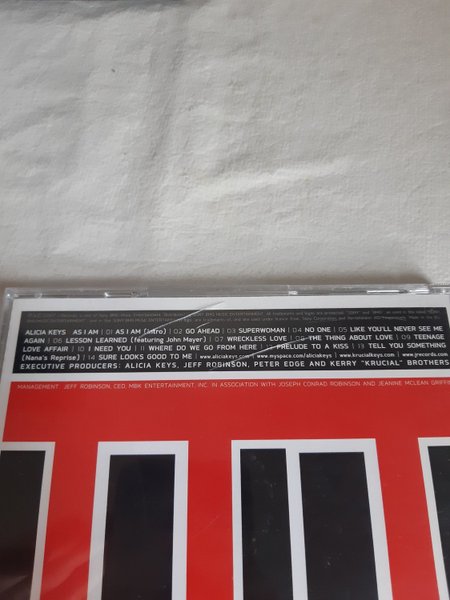 ALICIA KEYS AS I AM | 01 AS I AM (Intro) | 02 GO AHEAD | 03 SUPERWOMAN | 04 NO ONE | 05 LIKE YOU'LL NEVER SEE ME
AGAIN | 06 LESSON LEARNED (featuring John Mayer) | 07 WRECKLESS LOVE | 08 THE THING ABOUT LOVE | 09 TEENAGE
LOVE AFFAIR | 10 I NEED YOU | 11 WHERE DO WE GO FROM HERE | 12 PRELUDE TO A KISS | 13 TELL YOU SOMETHING
(Nana's Reprise) | 14 SURE LOOKS GOOD TO ME | www.aliciakeys.com | www.myspace.com/aliciakeys | www.krucialkeys.com | www.jrecords.com
EXECUTIVE PRODUCERS: ALICIA KEYS, JEFF ROBINSON, PETER EDGE AND KERRY "KRUCIAL" BROTHERS
MANAGEMENT: JEFF ROBINSON, CEO, MBK ENTERTAINMENT, INC. IN ASSOCIATION WITH JOSEPH CONRAD ROBINSON AND JEANINE MCLEAN GRIFFIN